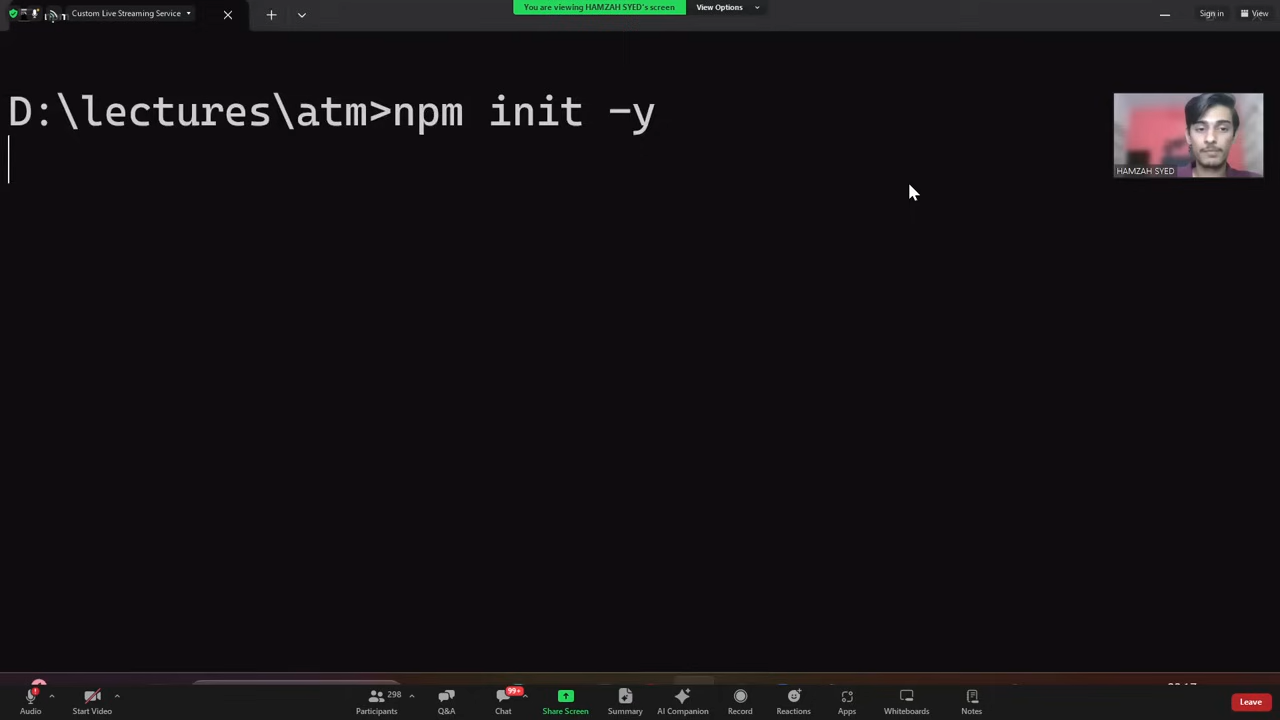 Custom Live Streaming Service
You are viewing HAMZAH SYED's screen
View Options
Sign in
View
D:\lectures\atm>npm init -y
HAMZAH SYED
Audio
Start Video
298
Participants
Q&A
99+
Chat
Share Screen
Summary
AI Companion
Record
Reactions
Apps
Whiteboards
Notes
Leave